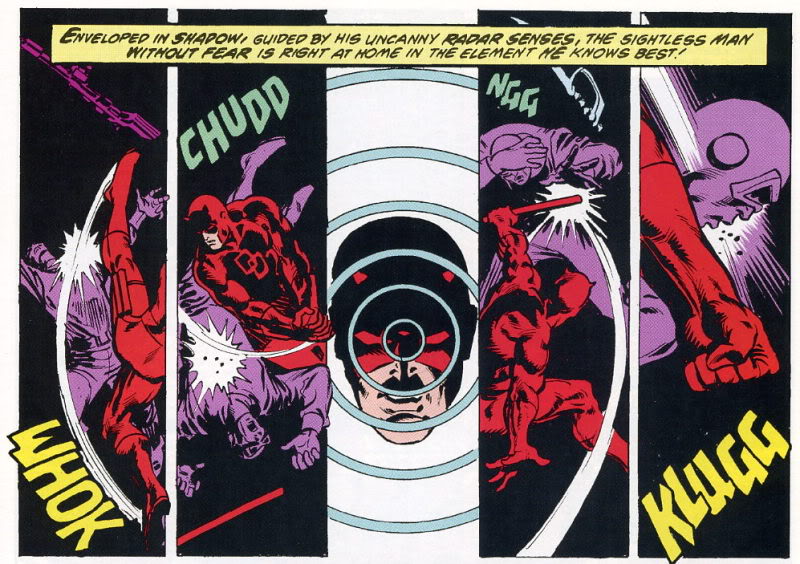 ENVELOPED IN SHADOW, GUIDED BY HIS UNCANNY RADAR SENSES, THE SIGHTLESS MAN
WITHOUT FEAR IS RIGHT AT HOME IN THE ELEMENT HE KNOWS BEST!
WHOK
CHUDD
DD
NGG
KLUGG